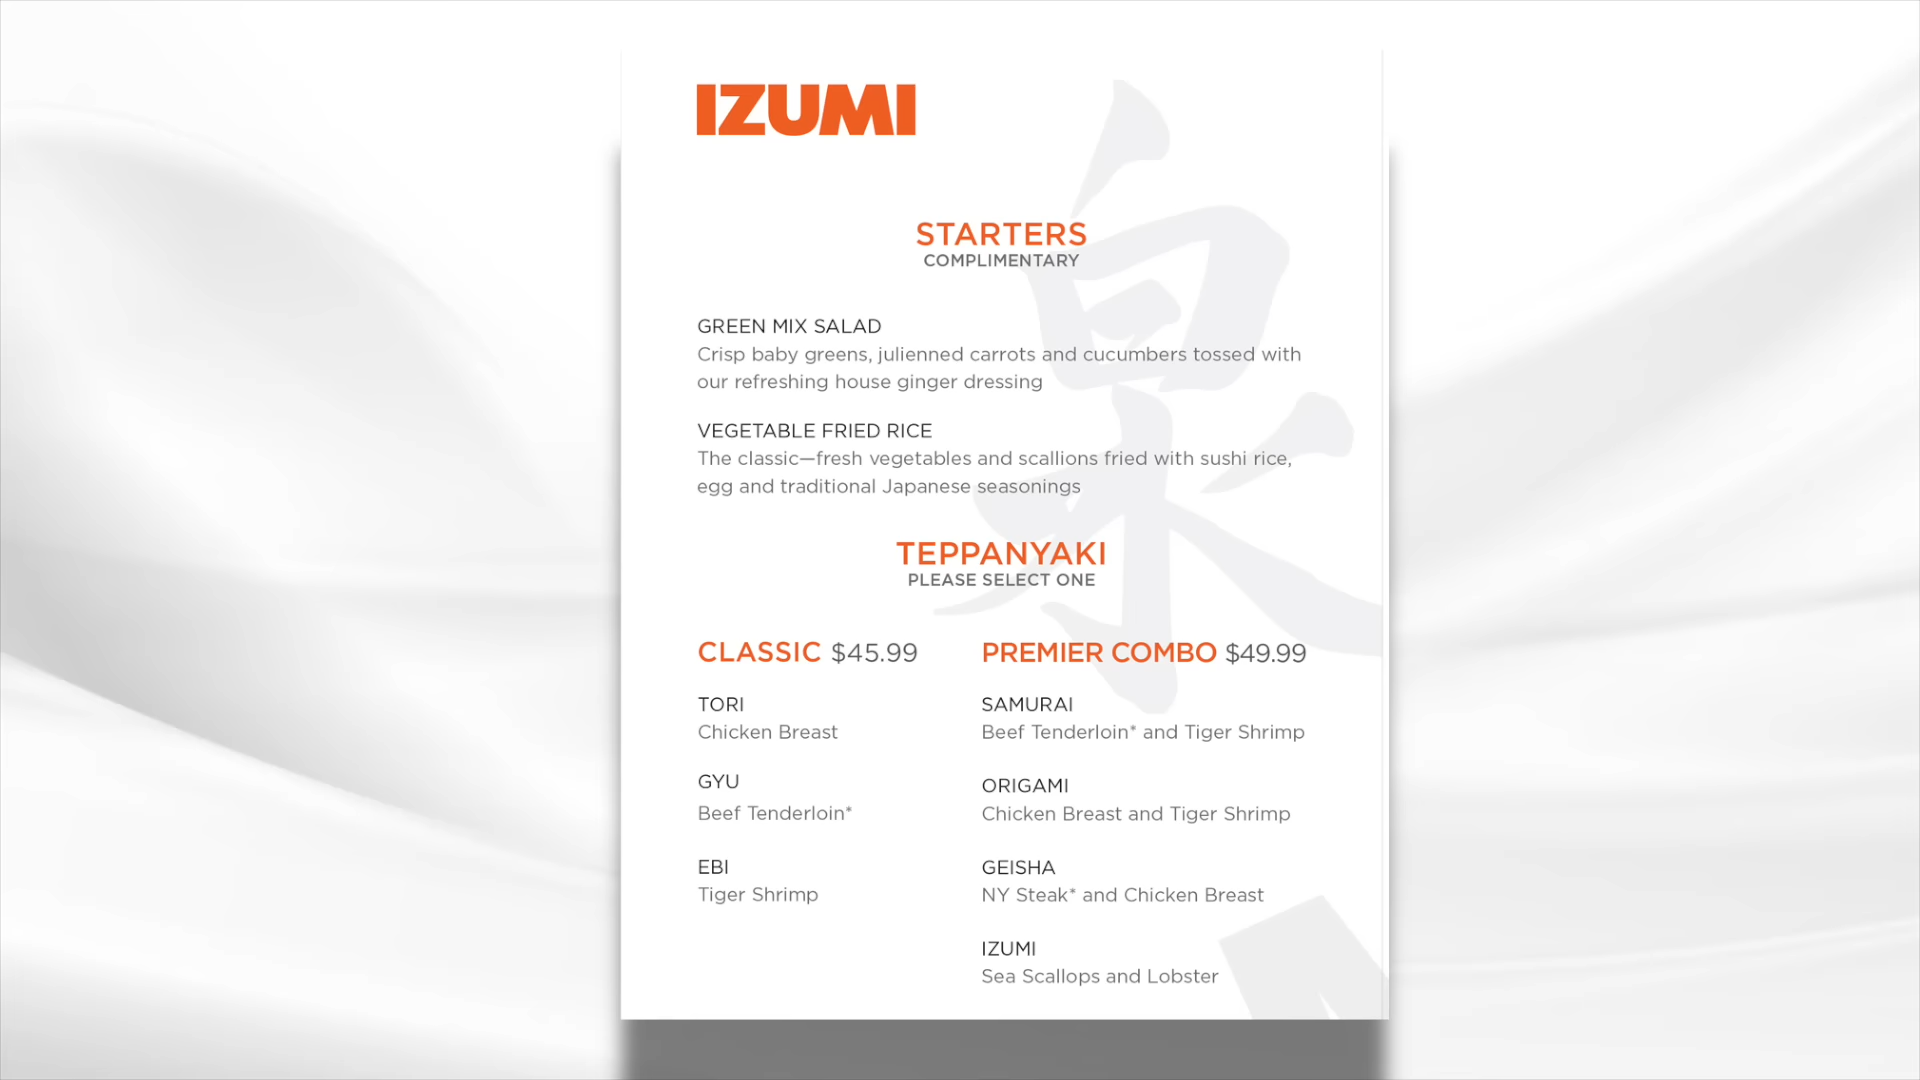 IZUMI
泉
STARTERS
COMPLIMENTARY
GREEN MIX SALAD
Crisp baby greens, julienned carrots and cucumbers tossed with
our refreshing house ginger dressing
VEGETABLE FRIED RICE
The classic—fresh vegetables and scallions fried with sushi rice,
egg and traditional Japanese seasonings
TEPPANYAKI
PLEASE SELECT ONE
CLASSIC $45.99
TORI
Chicken Breast
GYU
Beef Tenderloin*
EBI
Tiger Shrimp
PREMIER COMBO $49.99
SAMURAI
Beef Tenderloin* and Tiger Shrimp
ORIGAMI
Chicken Breast and Tiger Shrimp
GEISHA
NY Steak* and Chicken Breast
IZUMI
Sea Scallops and Lobster